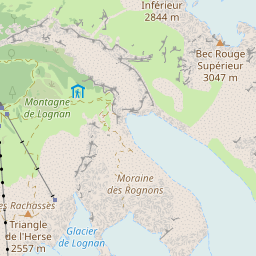 Inférieur
2844 m
Bec Rouge
Supérieur
3047 m
Montagne
de Lognan
Moraine
des Rognons
es Rachasses
Triangle
de l'Herse
2557 m
Glacier
de Lognan